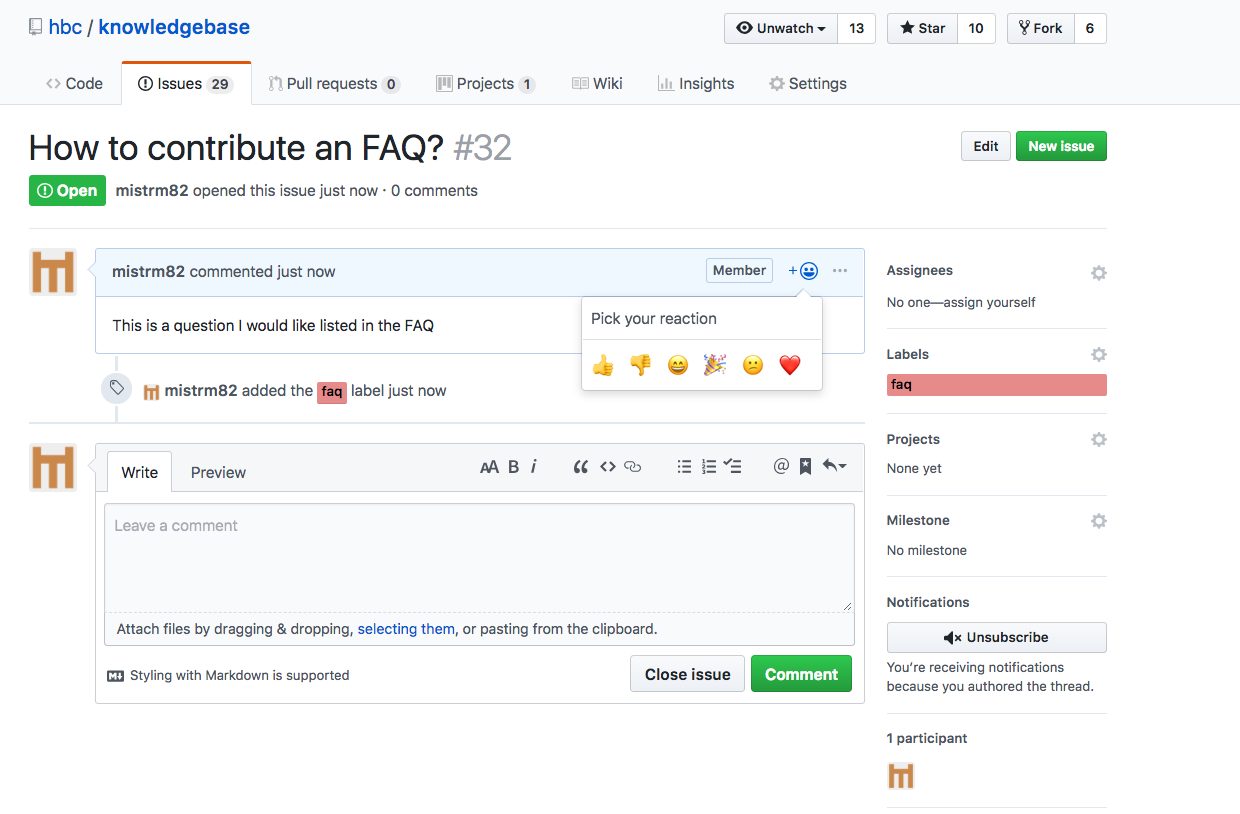 hbc / knowledgebase
Unwatch 13 Star 10 Fork 6
Code Issues 29 Pull requests 0 Projects 1 Wiki Insights Settings
How to contribute an FAQ? #32
Edit New issue
Open mistrm82 opened this issue just now · 0 comments
mistrm82 commented just now
Member
Pick your reaction
This is a question I would like listed in the FAQ
mistrm82 added the faq label just now
Write Preview
AA B i
Leave a comment
Attach files by dragging & dropping, selecting them, or pasting from the clipboard.
Styling with Markdown is supported
Close issue Comment
Assignees
No one—assign yourself
Labels
faq
Projects
None yet
Milestone
No milestone
Notifications
Unsubscribe
You're receiving notifications
because you authored the thread.
1 participant